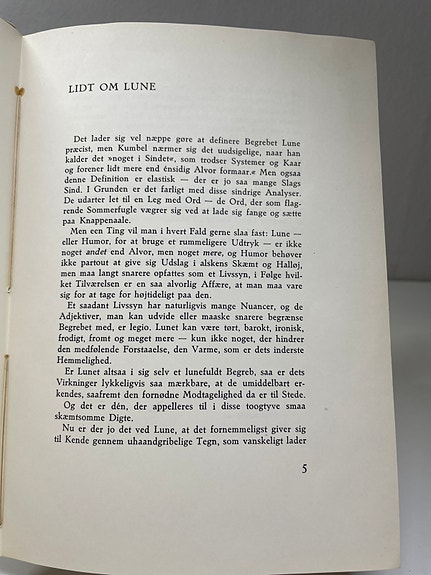 LIDT OM LUNE
Det lader sig vel næppe gøre at definere Begrebet Lune
præcist, men Kumbel nærmer sig det uudsigelige, naar han
kalder det »noget i Sindet«, som trodser Systemer og Kaar
og forener lidt mere end énsidig Alvor formaar.« Men ogsaa
denne Definition er elastisk — der er jo saa mange Slags
Sind. I Grunden er det farligt med disse sindrige Analyser.
De udarter let til en Leg med Ord — de Ord, der som flag-
rende Sommerfugle vægrer sig ved at lade sig fange og sætte
paa Knappenaale.
Men een Ting vil man i hvert Fald gerne slaa fast: Lune —
eller Humor, for at bruge et rummeligere Udtryk — er ikke
noget andet end Alvor, men noget mere, og Humor behøver
ikke partout at give sig Udslag i alskens Skæmt og Halløj,
men maa langt snarere opfattes som et Livssyn, i Følge hvil-
ket Tilværelsen er en saa alvorlig Affære, at man maa vare
sig for at tage for højtideligt paa den.
Et saadant Livssyn har naturligvis mange Nuancer, og de
Adjektiver, man kan udvide eller maaske snarere begrænse
Begrebet med, er legio. Lunet kan være tørt, barokt, ironisk,
frodigt, fromt og meget mere — kun ikke noget, der hindrer
den medfølende Forstaaelse, den Varme, som er dets inderste
Hemmelighed.
Er Lunet altsaa i sig selv et lunefuldt Begreb, saa er dets
Virkninger lykkeligvis saa mærkbare, at de umiddelbart er-
kendes, saafremt den fornødne Modtagelighed da er til Stede.
Og det er dén, der appelleres til i disse toogtyve smaa
skæmtsomme Digte.
Nu er der jo det ved Lune, at det fornemmeligst giver sig
til Kende gennem uhaandgribelige Tegn, som vanskeligt lader
5